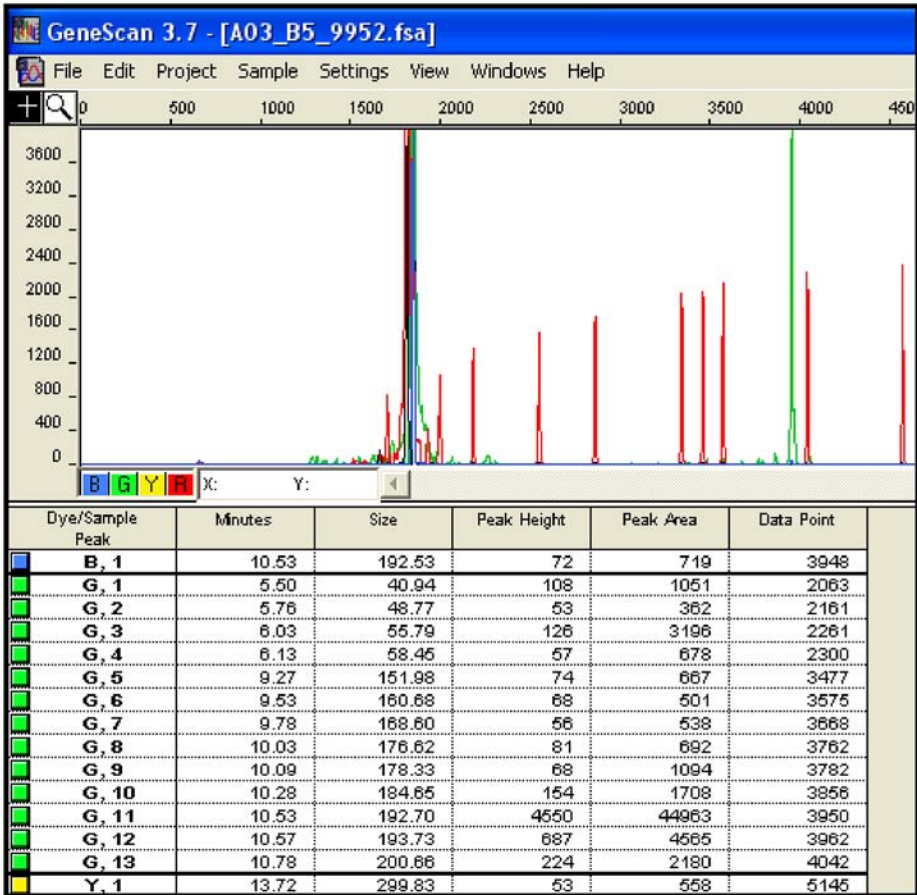 GeneScan 3.7 - [A03_B5_9952.fsa]
File Edit Project Sample Settings View Windows Help
0 500 1000 1500 2000 2500 3000 3500 4000 450
3600
3200
2800
2400
2000
1600
1200
800
400
0
B G Y R X: Y:
Dye/Sample Peak Minutes Size Peak Height Peak Area Data Point
B, 1 10.53 192.53 72 719 3948
G, 1 5.50 40.94 108 1051 2063
G, 2 5.76 48.77 53 362 2161
G, 3 6.03 55.79 126 3196 2261
G, 4 6.13 58.45 57 678 2300
G, 5 9.27 151.98 74 667 3477
G, 6 9.53 160.68 68 501 3575
G, 7 9.78 168.60 56 538 3668
G, 8 10.03 176.62 81 692 3762
G, 9 10.09 178.33 68 1094 3782
G, 10 10.28 184.65 154 1708 3856
G, 11 10.53 192.70 4550 44963 3950
G, 12 10.57 193.73 687 4565 3962
G, 13 10.78 200.66 224 2180 4042
Y, 1 13.72 299.83 53 558 5145